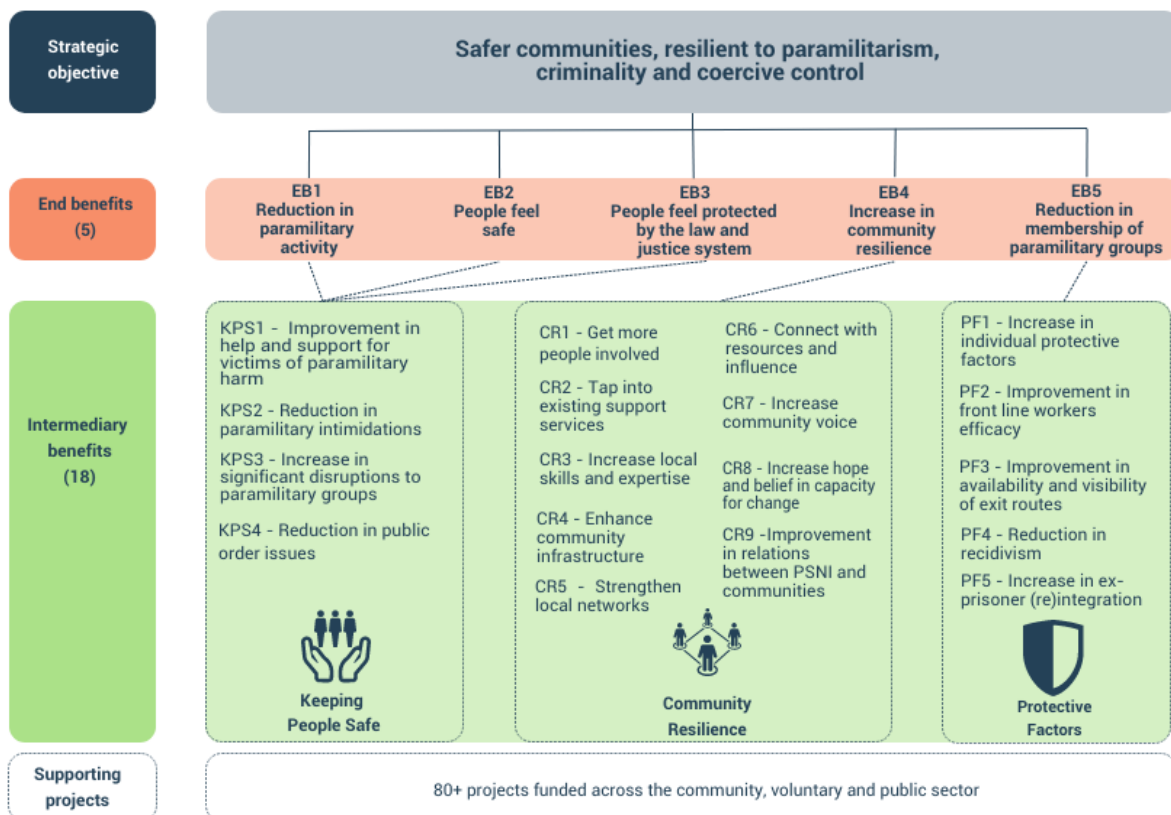 Strategic
objective
Safer communities, resilient to paramilitarism,
criminality and coercive control
End benefits
(5)
EB1
Reduction in
paramilitary
activity
EB2
People feel
safe
EB3
People feel protected
by the law and
justice system
EB4
Increase in
community
resilience
EB5
Reduction in
membership of
paramilitary groups
Intermediary
benefits
(18)
KPS1 - Improvement in
help and support for
victims of paramilitary
harm
KPS2 - Reduction in
paramilitary intimidations
KPS3 - Increase in
significant disruptions to
paramilitary groups
KPS4 - Reduction in public
order issues
Keeping
People Safe
CR1 - Get more
people involved
CR2 - Tap into
existing support
services
CR3 - Increase local
skills and expertise
CR4 - Enhance
community
infrastructure
CR5 - Strengthen
local networks
CR6 - Connect with
resources and
influence
CR7 - Increase
community voice
CR8 - Increase hope
and belief in capacity
for change
CR9 -Improvement
in relations
between PSNI and
communities
Community
Resilience
PF1 - Increase in
individual protective
factors
PF2 - Improvement in
front line workers
efficacy
PF3 - Improvement in
availability and visibility
of exit routes
PF4 - Reduction in
recidivism
PF5 - Increase in ex-
prisoner (re)integration
Protective
Factors
Supporting
projects
80+ projects funded across the community, voluntary and public sector